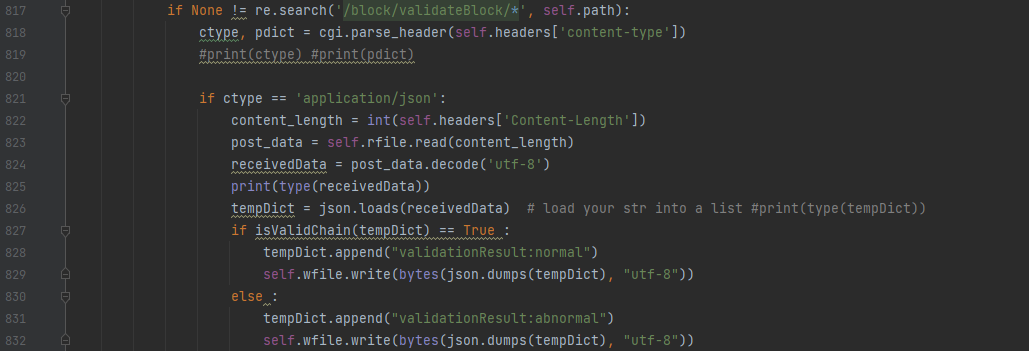 817 if None != re.search('/block/validateBlock/*', self.path):
818 ctype, pdict = cgi.parse_header(self.headers['content-type'])
819 #print(ctype) #print(pdict)
820
821 if ctype == 'application/json':
822 content_length = int(self.headers['Content-Length'])
823 post_data = self.rfile.read(content_length)
824 receivedData = post_data.decode('utf-8')
825 print(type(receivedData))
826 tempDict = json.loads(receivedData)  # load your str into a list #print(type(tempDict))
827 if isValidChain(tempDict) == True :
828 tempDict.append("validationResult:normal")
829 self.wfile.write(bytes(json.dumps(tempDict), "utf-8"))
830 else :
831 tempDict.append("validationResult:abnormal")
832 self.wfile.write(bytes(json.dumps(tempDict), "utf-8"))